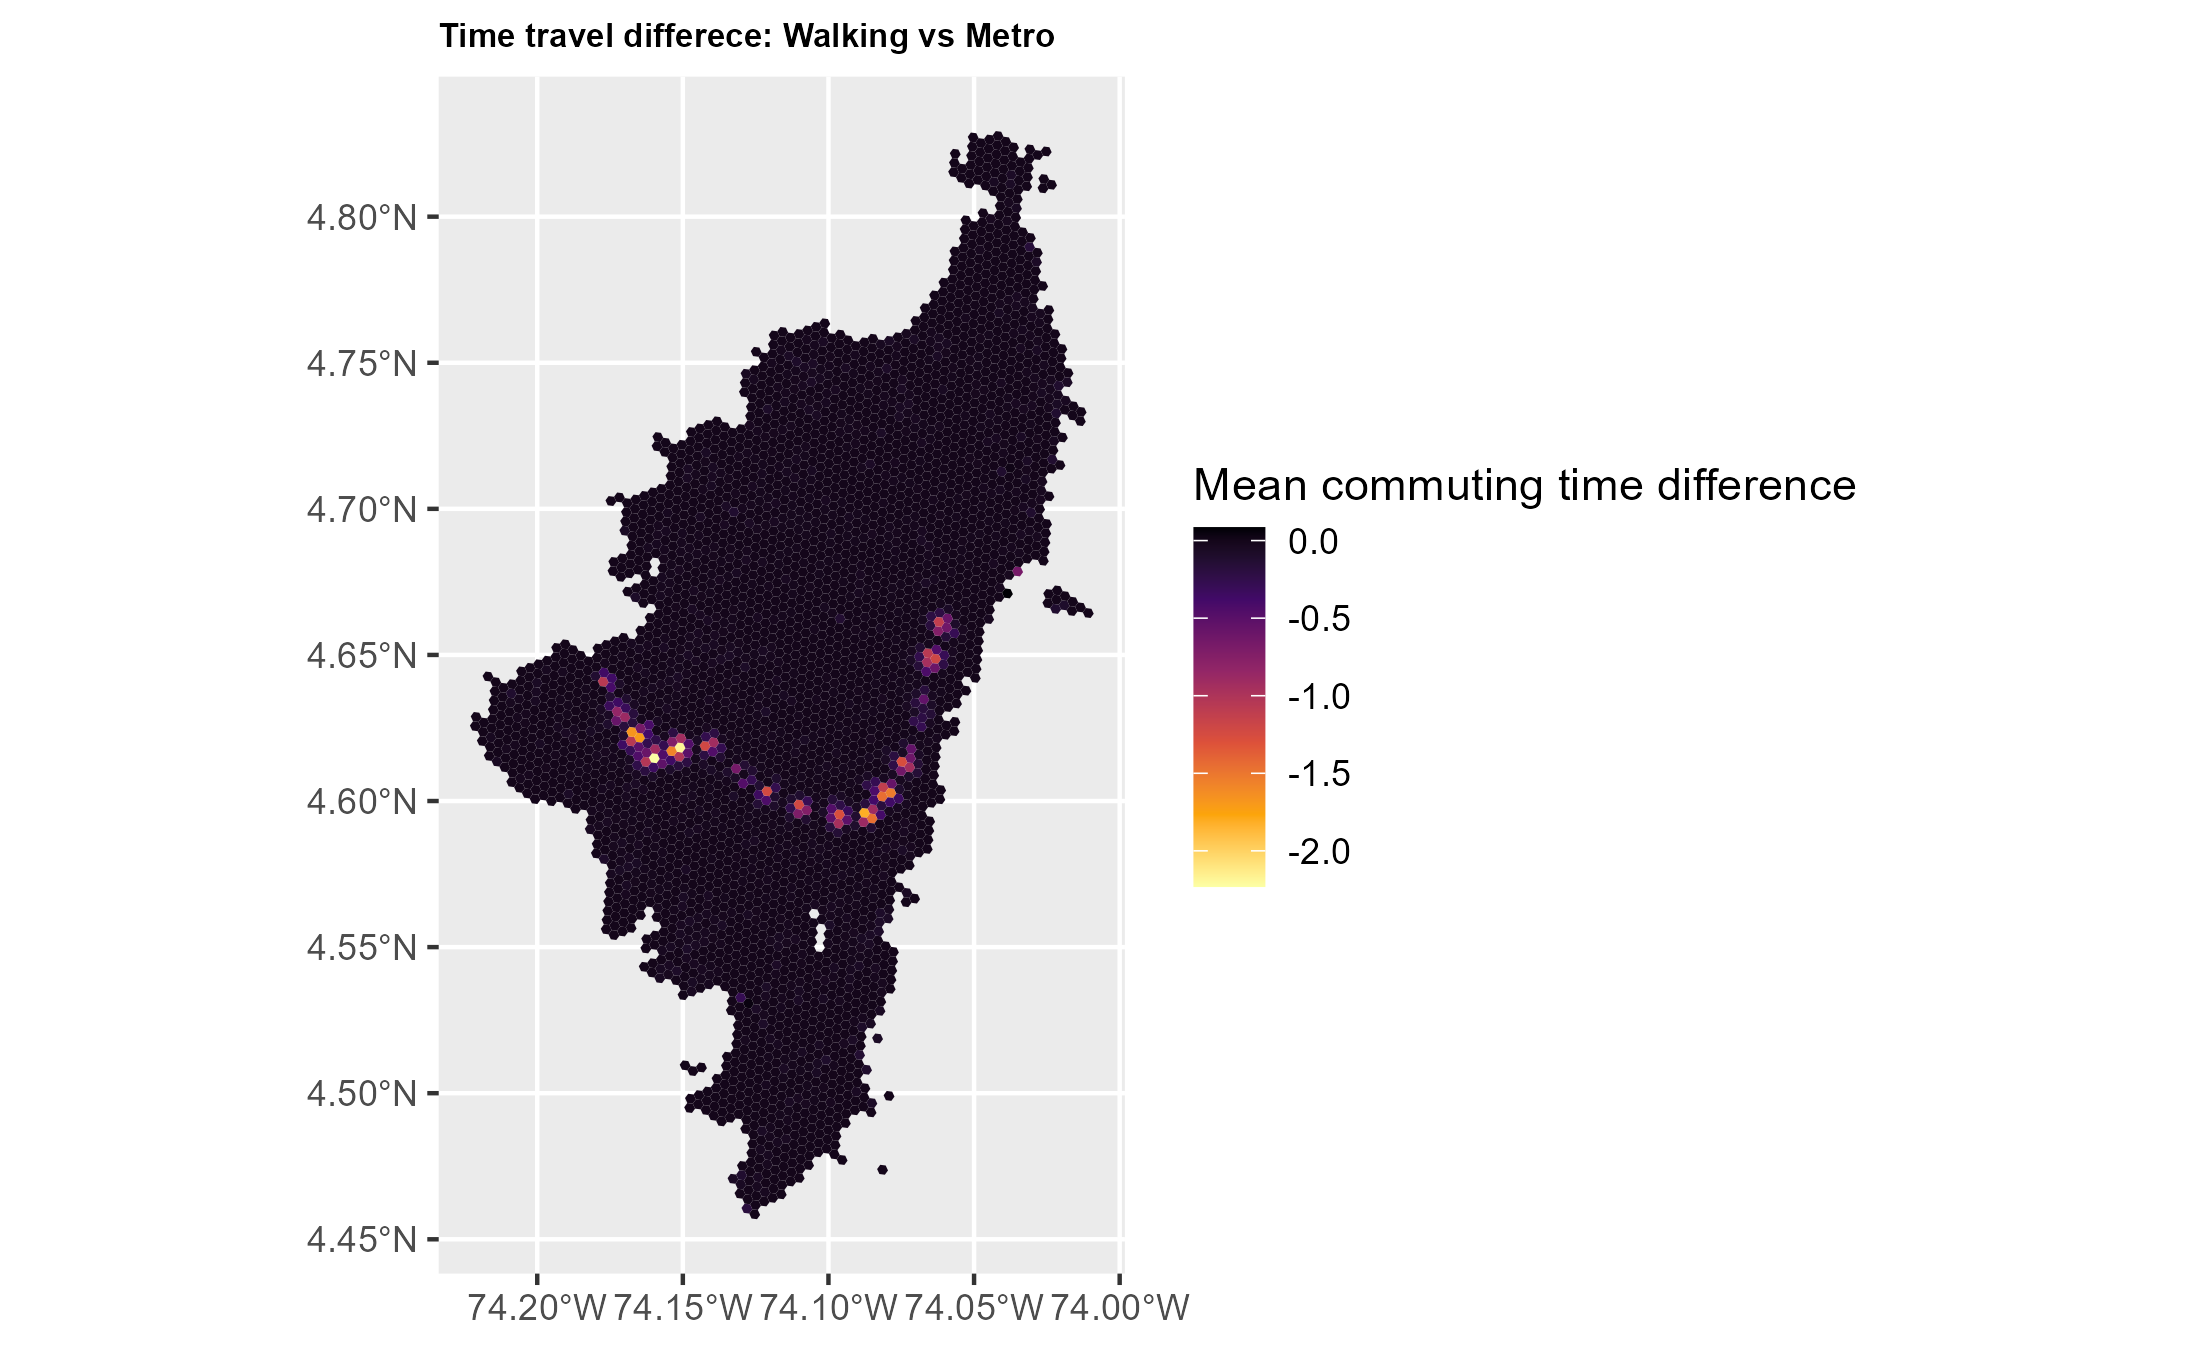 Time travel differece: Walking vs Metro
4.80°N
4.75°N
4.70°N
4.65°N
4.60°N
4.55°N
4.50°N
4.45°N
74.20°W 74.15°W 74.10°W 74.05°W 74.00°W
Mean commuting time difference
0.0
-0.5
-1.0
-1.5
-2.0